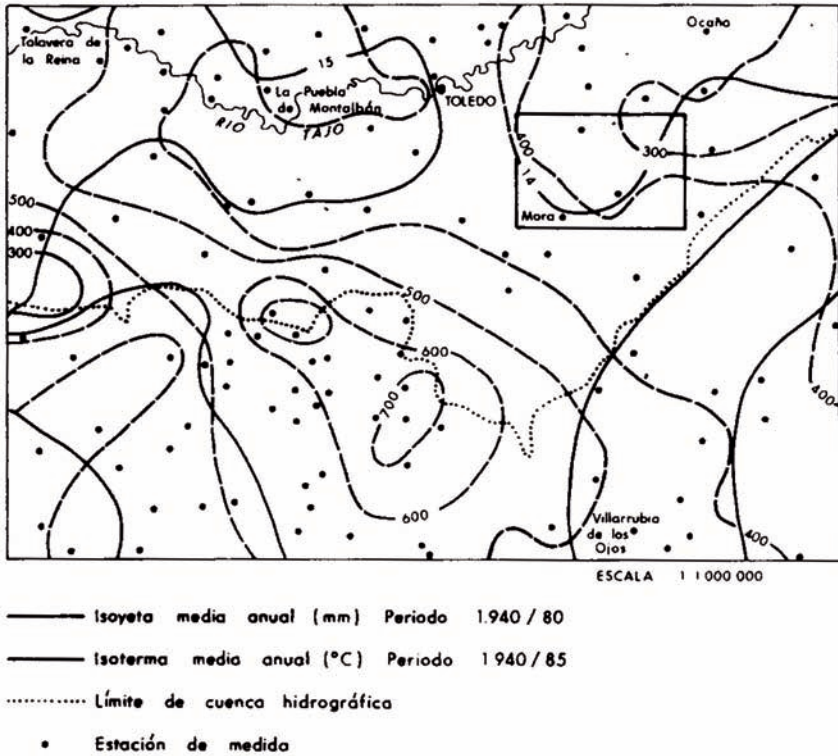 Ocaño
Talavera de
la Reina
15
La Puebla
de Montalbán
TOLEDO
RIO TAJO
400
300
14
Mora
500
400
300
500
600
700
400
600
Villarrubia
de los
Ojos
400
ESCALA 1 1 000 000
Isoyeta media anual (mm) Periodo 1.940 / 80
Isoterma media anual (°C) Periodo 1 940 / 85
Límite de cuenca hidrográfica
Estación de medida